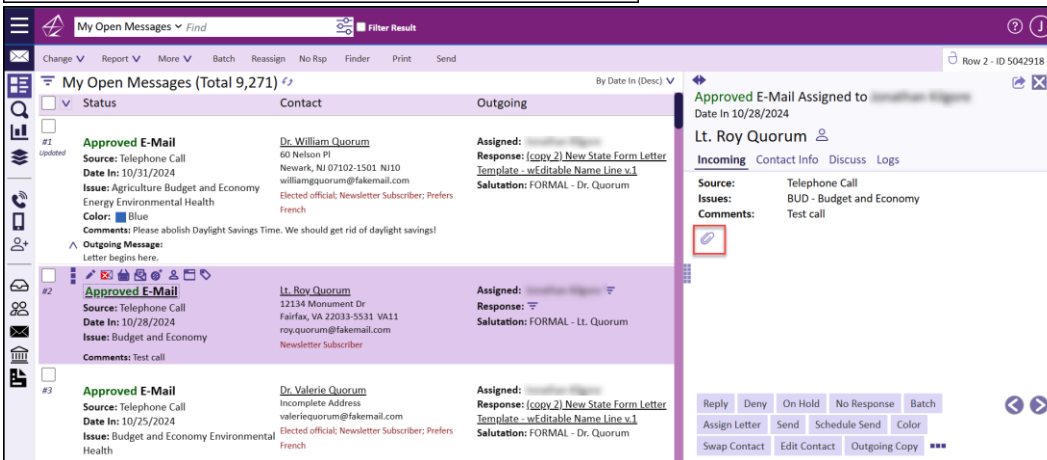 My Open Messages Find
Filter Result
Change Report More Batch Reassign No Rsp Finder Print Send
Row 2 - ID 5042918
My Open Messages (Total 9,271)
By Date In (Desc)
Status Contact Outgoing
#1
Updated
Approved E-Mail
Source: Telephone Call
Date In: 10/31/2024
Issue: Agriculture Budget and Economy
Energy Environmental Health
Color: Blue
Comments: Please abolish Daylight Savings Time. We should get rid of daylight savings!
Outgoing Message:
Letter begins here.
Dr. William Quorum
60 Nelson Pl
Newark, NJ 07102-1501 NJ10
williamgquorum@fakemail.com
Elected official; Newsletter Subscriber; Prefers
French
Assigned:
Response: (copy 2) New State Form Letter
Template - wEditable Name Line v.1
Salutation: FORMAL - Dr. Quorum
#2
Approved E-Mail
Source: Telephone Call
Date In: 10/28/2024
Issue: Budget and Economy
Comments: Test call
Lt. Roy Quorum
12134 Monument Dr
Fairfax, VA 22033-5531 VA11
roy.quorum@fakemail.com
Newsletter Subscriber
Assigned:
Response:
Salutation: FORMAL - Lt. Quorum
#3
Approved E-Mail
Source: Telephone Call
Date In: 10/25/2024
Issue: Budget and Economy Environmental
Health
Dr. Valerie Quorum
Incomplete Address
valeriequorum@fakemail.com
Elected official; Newsletter Subscriber; Prefers
French
Assigned:
Response: (copy 2) New State Form Letter
Template - wEditable Name Line v.1
Salutation: FORMAL - Dr. Quorum
Approved E-Mail Assigned to
Date In 10/28/2024
Lt. Roy Quorum
Incoming Contact Info Discuss Logs
Source: Telephone Call
Issues: BUD - Budget and Economy
Comments: Test call
Reply Deny On Hold No Response Batch
Assign Letter Send Schedule Send Color
Swap Contact Edit Contact Outgoing Copy